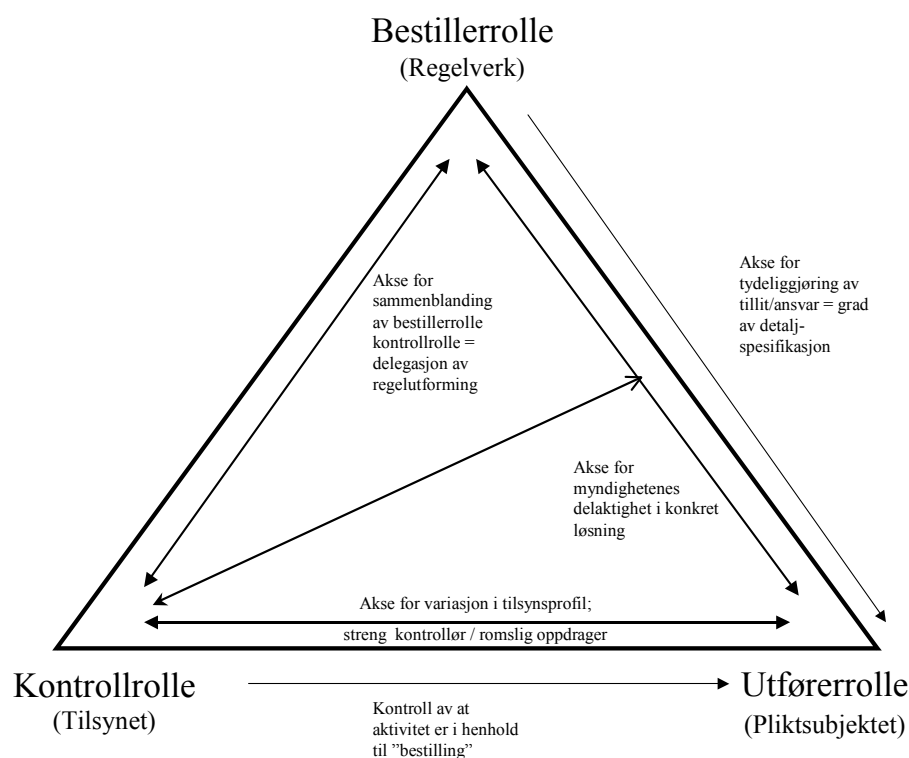 Bestillerrolle
(Regelverk)
Akse for
tydeliggjøring av
tillit/ansvar = grad
av detalj-
spesifikasjon
Akse for
sammenblanding
av bestillerrolle
kontrollrolle =
delegasjon av
regelutforming
Akse for
myndighetenes
delaktighet i konkret
løsning
Akse for variasjon i tilsynsprofil;
streng kontrollør / romslig oppdrager
Kontrollrolle
(Tilsynet)
Utførerrolle
(Pliktsubjektet)
Kontroll av at
aktivitet er i henhold
til ”bestilling”